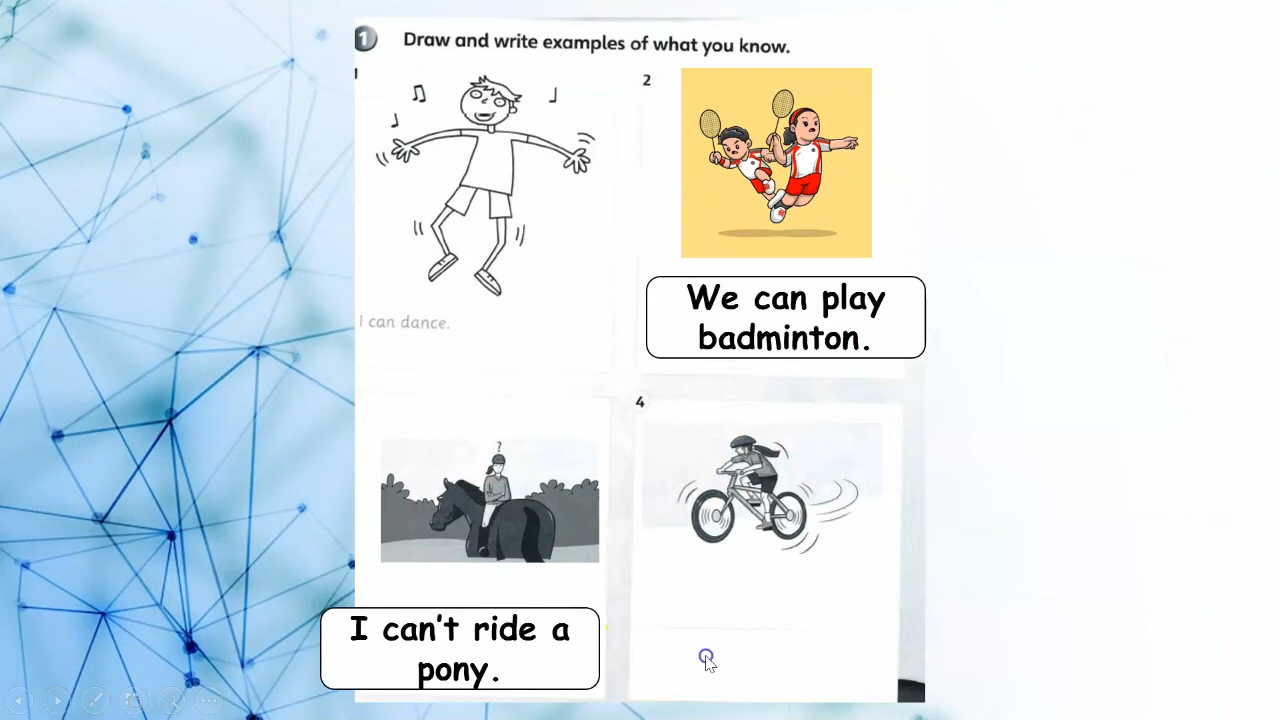 1 Draw and write examples of what you know.
2
I can dance.
We can play
badminton.
4
?
I can't ride a
pony.